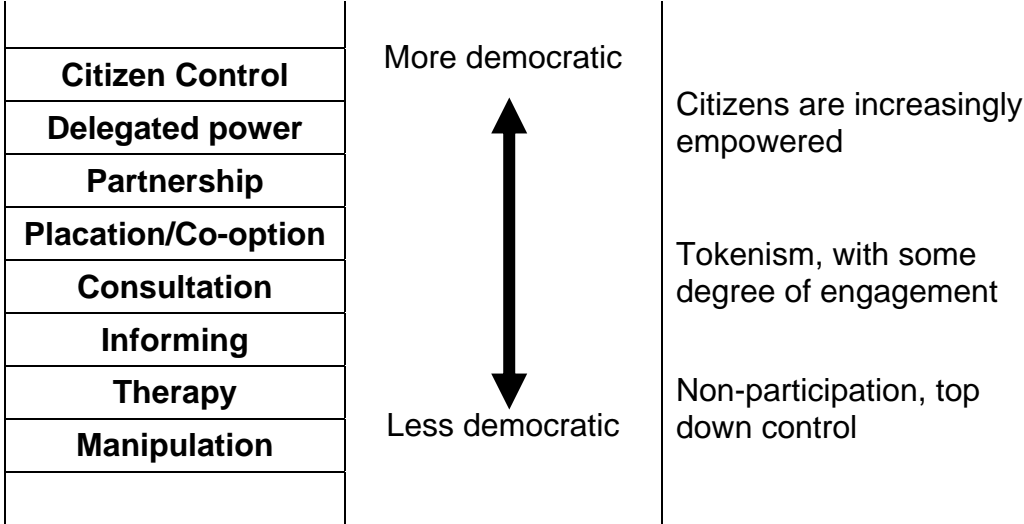 Citizen Control
Delegated power
Partnership
Placation/Co-option
Consultation
Informing
Therapy
Manipulation
More democratic
Less democratic
Citizens are increasingly
empowered
Tokenism, with some
degree of engagement
Non-participation, top
down control